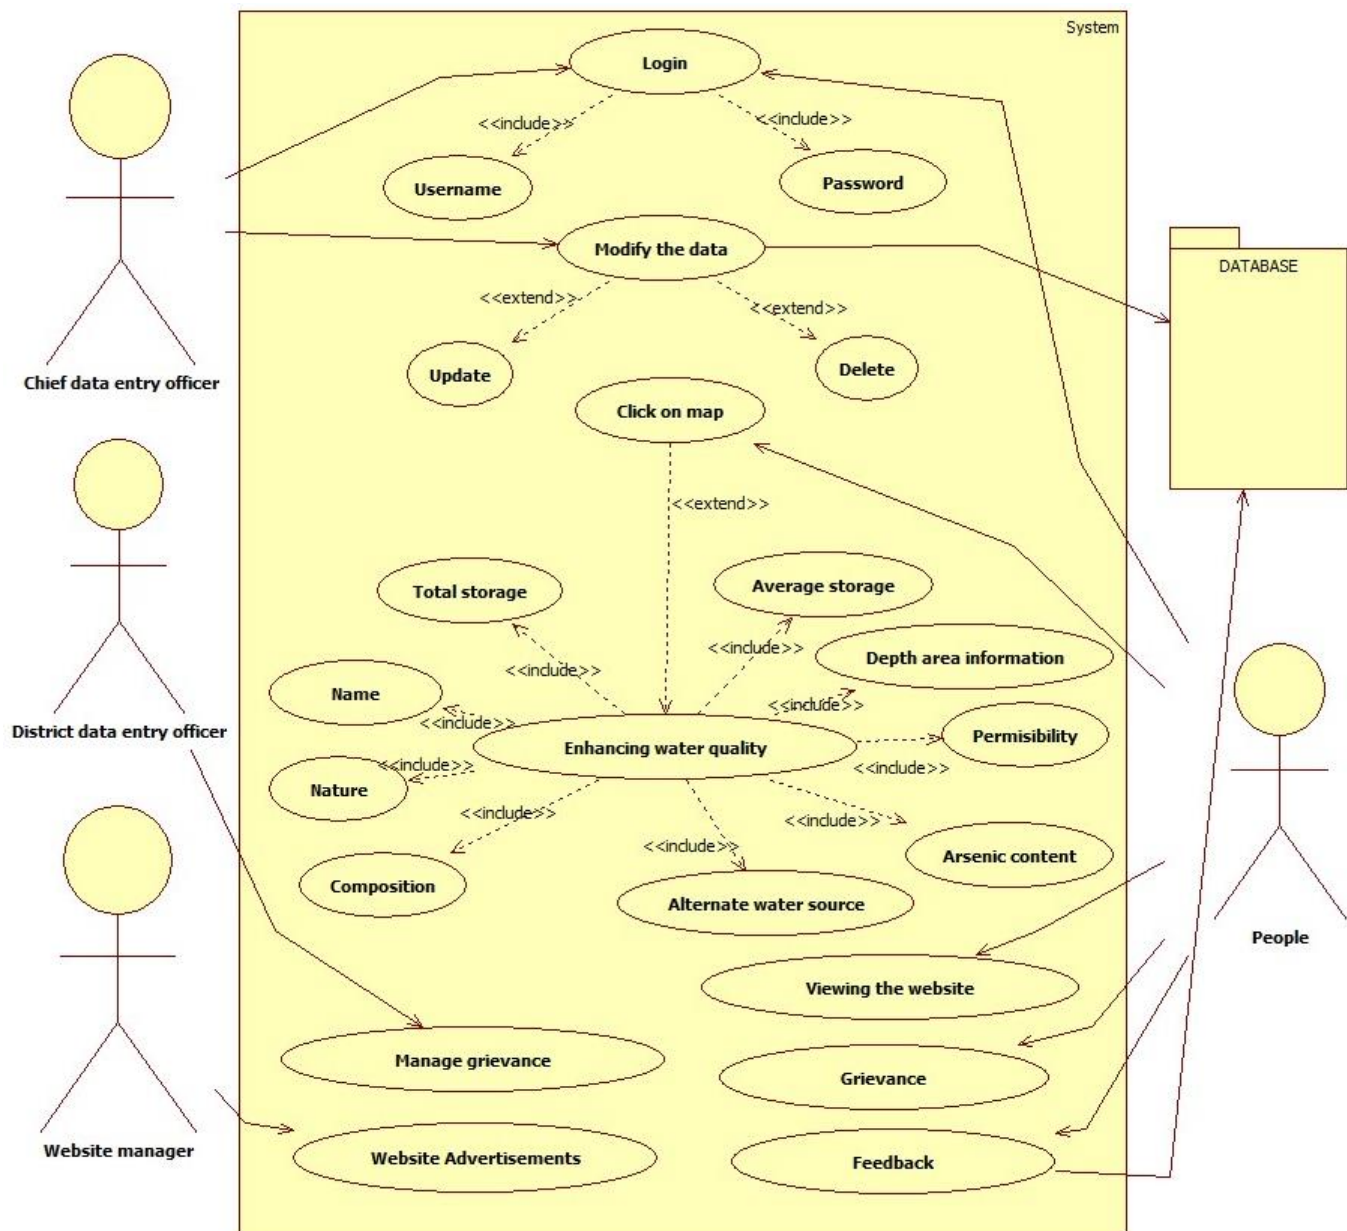 System
Login
<<include>>
<<include>>
Username
Password
Modify the data
DATABASE
<<extend>>
<<extend>>
Update
Delete
Chief data entry officer
Click on map
<<extend>>
Total storage
Average storage
<<include>>
<<include>>
Depth area information
Name
<<include>>
<<include>>
District data entry officer
Enhancing water quality
Permisibility
<<include>>
<<include>>
Nature
<<include>>
<<include>>
<<include>>
Composition
Arsenic content
Alternate water source
People
Viewing the website
Manage grievance
Grievance
Website manager
Website Advertisements
Feedback